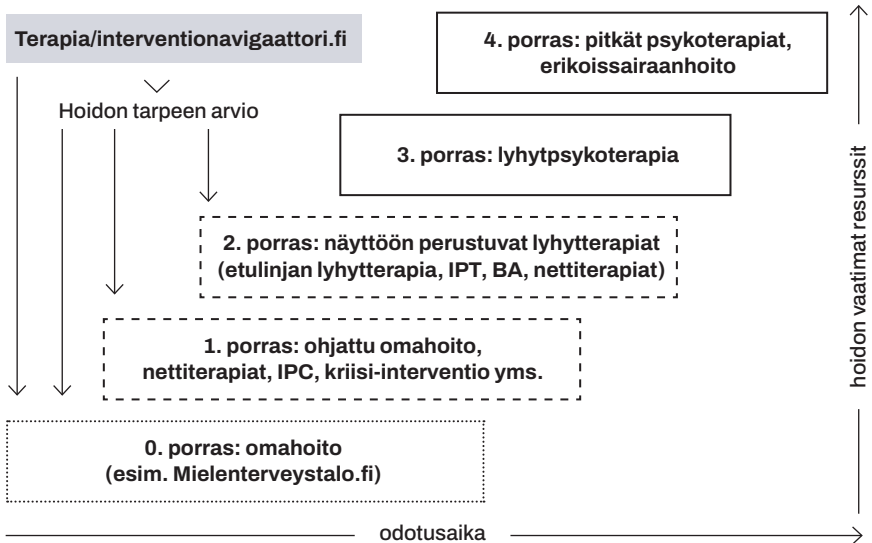 Terapia/interventionavigaattori.fi
Hoidon tarpeen arvio
4. porras: pitkät psykoterapiat,
erikoissairaanhoito
3. porras: lyhytpsykoterapia
2. porras: näyttöön perustuvat lyhytterapiat
(etulinjan lyhytterapia, IPT, BA, nettiterapiat)
1. porras: ohjattu omahoito,
nettiterapiat, IPC, kriisi-interventio yms.
0. porras: omahoito
(esim. Mielenterveystalo.fi)
hoidon vaatimat resurssit
odotusaika